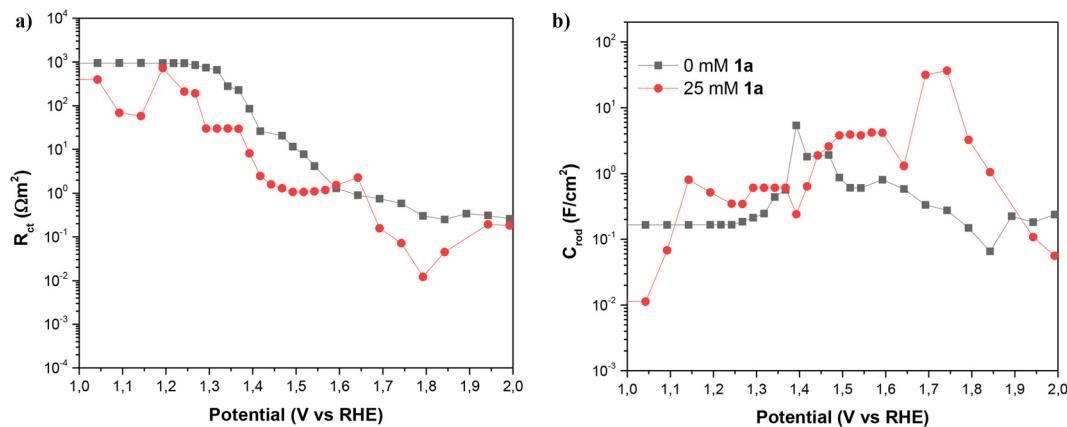 a)
10⁴
10³
10²
10¹
10⁰
10⁻¹
10⁻²
10⁻³
10⁻⁴
R_ct (Ωm²)
1,0 1,1 1,2 1,3 1,4 1,5 1,6 1,7 1,8 1,9 2,0
Potential (V vs RHE)
b)
0 mM 1a
25 mM 1a
10²
10¹
10⁰
10⁻¹
10⁻²
10⁻³
C_rod (F/cm²)
1,0 1,1 1,2 1,3 1,4 1,5 1,6 1,7 1,8 1,9 2,0
Potential (V vs RHE)